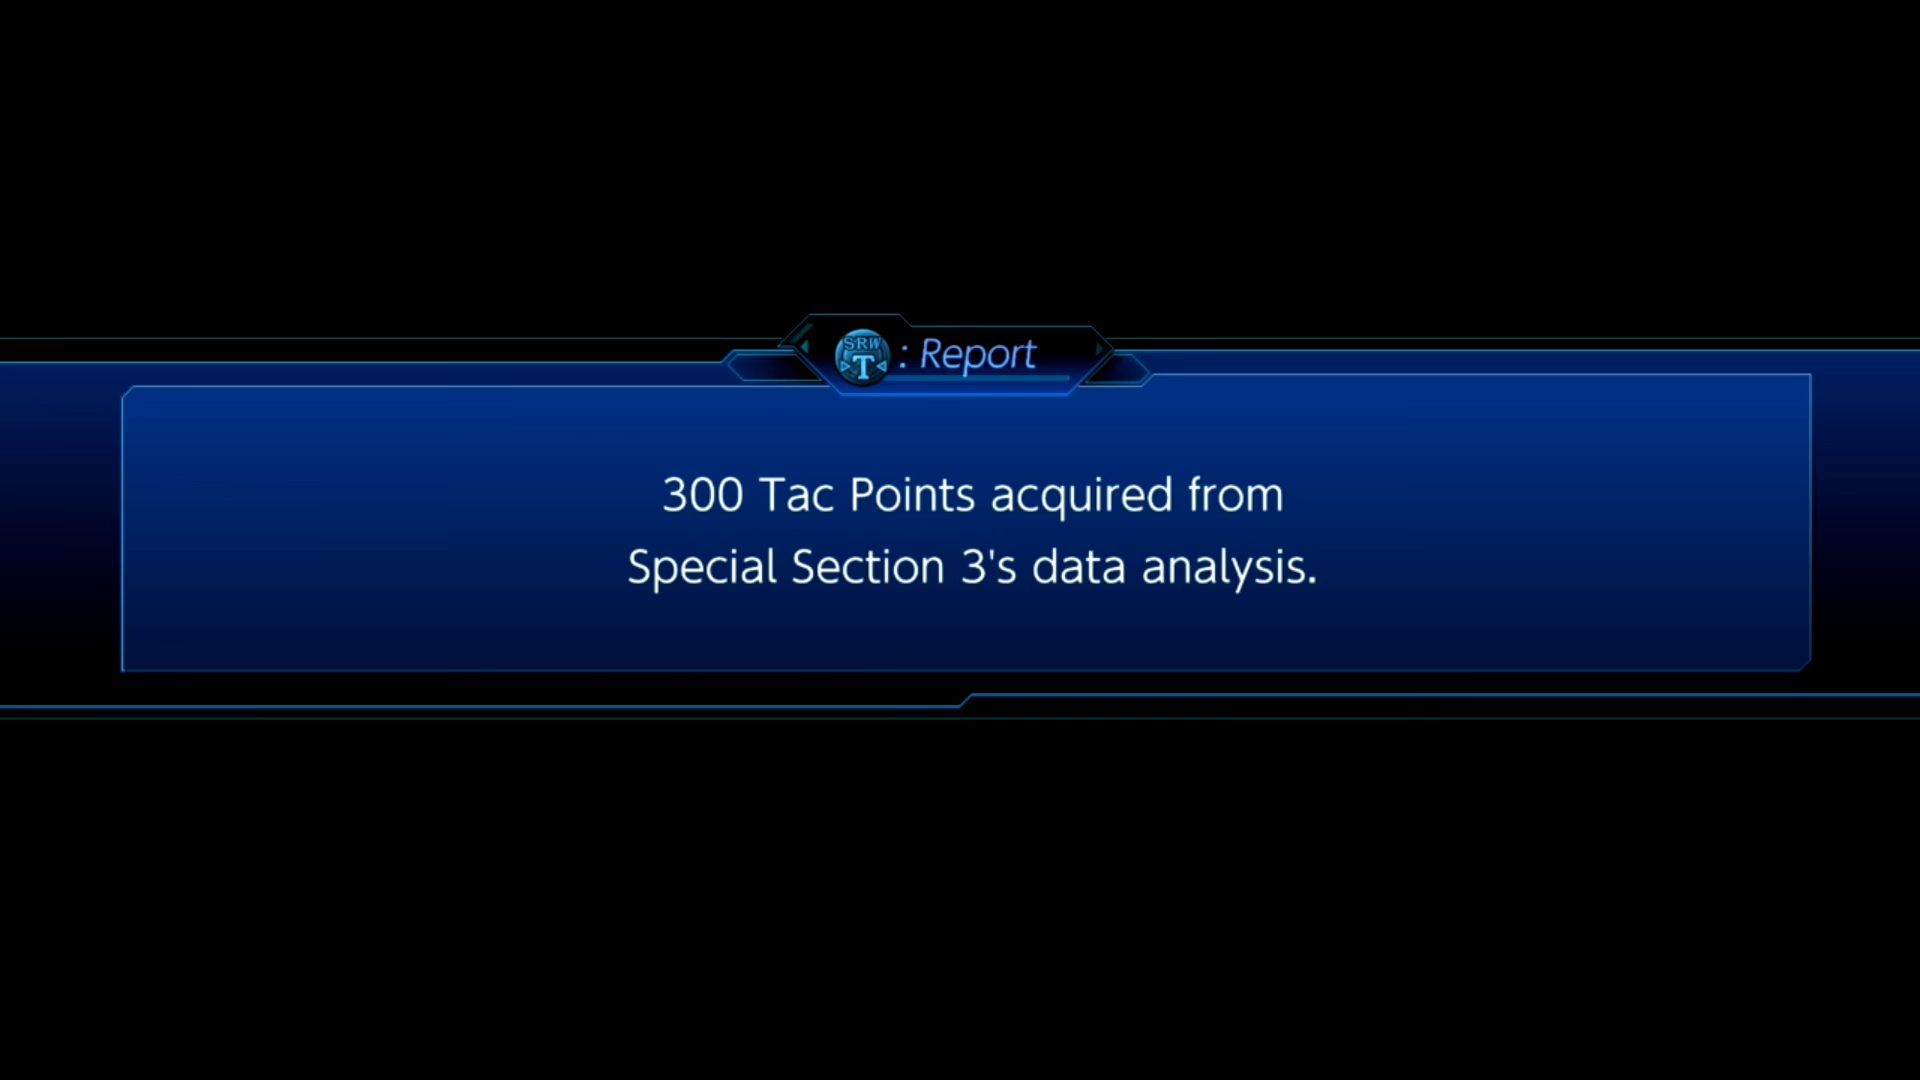 SRW
T
: Report
300 Tac Points acquired from
Special Section 3's data analysis.